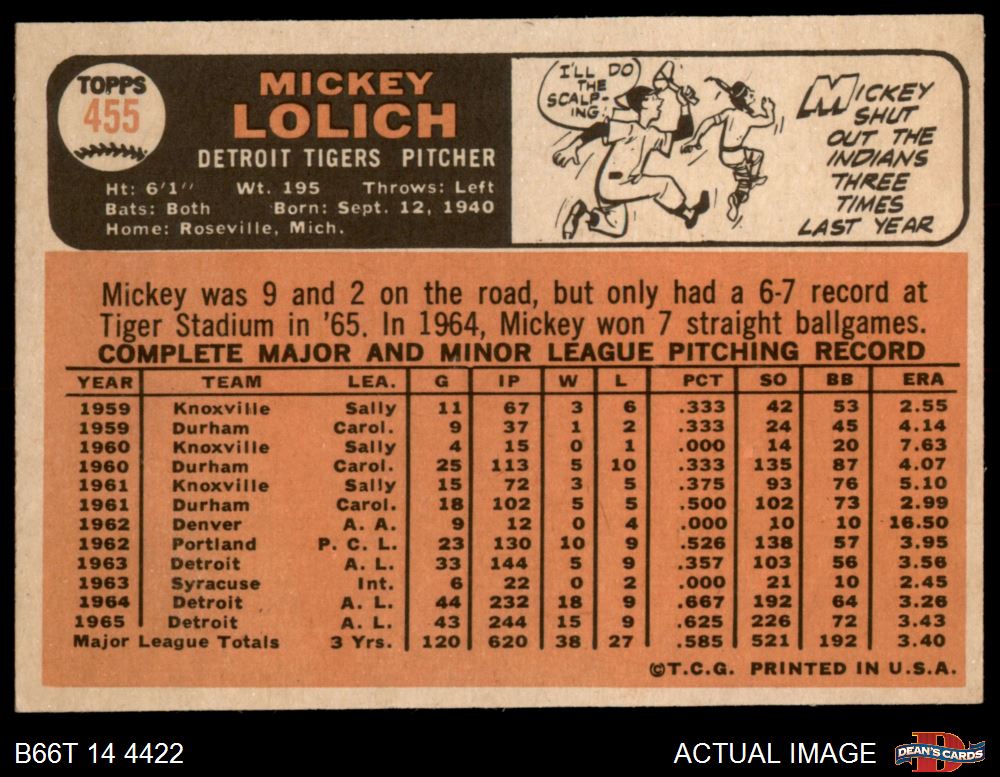 TOPPS
455
MICKEY
LOLICH
DETROIT TIGERS PITCHER
Ht: 6'1" Wt. 195 Throws: Left
Bats: Both Born: Sept. 12, 1940
Home: Roseville, Mich.
I'LL DO
THE
SCALP-
ING!
MICKEY
SHUT
OUT THE
INDIANS
THREE
TIMES
LAST YEAR
Mickey was 9 and 2 on the road, but only had a 6-7 record at
Tiger Stadium in '65. In 1964, Mickey won 7 straight ballgames.
COMPLETE MAJOR AND MINOR LEAGUE PITCHING RECORD
YEAR TEAM LEA. G IP W L PCT SO BB ERA
1959 Knoxville Sally 11 67 3 6 .333 42 53 2.55
1959 Durham Carol. 9 37 1 2 .333 24 45 4.14
1960 Knoxville Sally 4 15 0 1 .000 14 20 7.63
1960 Durham Carol. 25 113 5 10 .333 135 87 4.07
1961 Knoxville Sally 15 72 3 5 .375 93 76 5.10
1961 Durham Carol. 18 102 5 5 .500 102 73 2.99
1962 Denver A. A. 9 12 0 4 .000 10 10 16.50
1962 Portland P. C. L. 23 130 10 9 .526 138 57 3.95
1963 Detroit A. L. 33 144 5 9 .357 103 56 3.56
1963 Syracuse Int. 6 22 0 2 .000 21 10 2.45
1964 Detroit A. L. 44 232 18 9 .667 192 64 3.26
1965 Detroit A. L. 43 244 15 9 .625 226 72 3.43
Major League Totals 3 Yrs. 120 620 38 27 .585 521 192 3.40
©T.C.G. PRINTED IN U.S.A.
B66T 14 4422 ACTUAL IMAGE DEAN'S CARDS